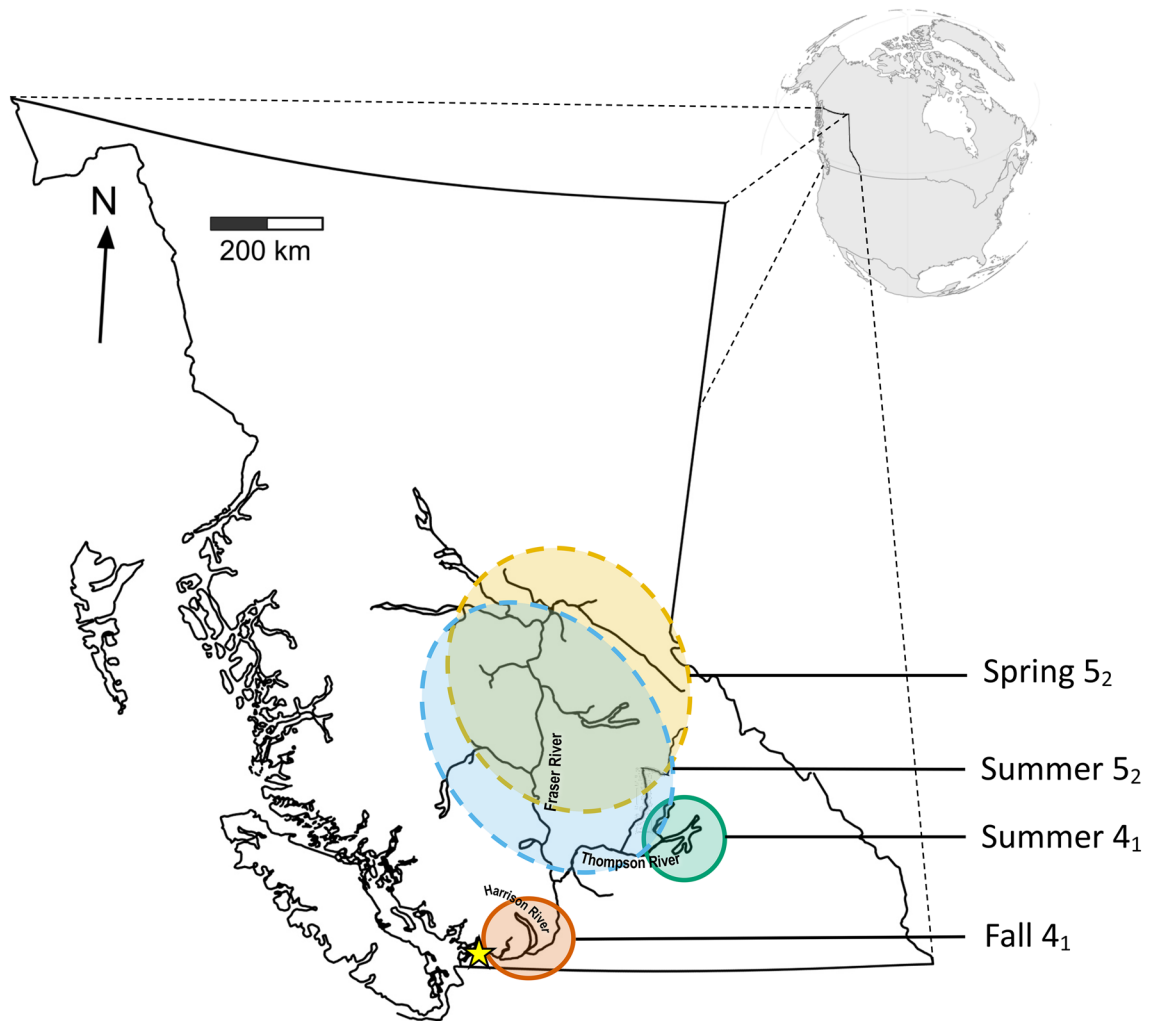 N
200 km
Spring 5₂
Fraser River
Summer 5₂
Summer 4₁
Thompson River
Harrison River
Fall 4₁